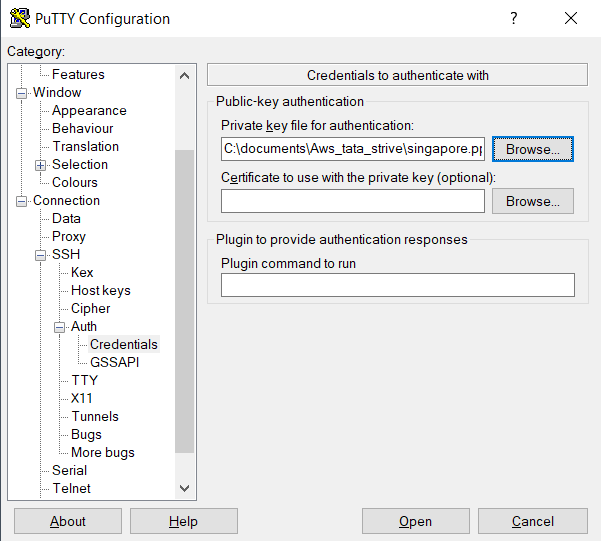 PuTTY Configuration
?
Category:
Features
Window
Appearance
Behaviour
Translation
Selection
Colours
Connection
Data
Proxy
SSH
Kex
Host keys
Cipher
Auth
Credentials
GSSAPI
TTY
X11
Tunnels
Bugs
More bugs
Serial
Telnet
Credentials to authenticate with
Public-key authentication
Private key file for authentication:
C:\documents\Aws_tata_strive\singapore.pp
Browse...
Certificate to use with the private key (optional):
Browse...
Plugin to provide authentication responses
Plugin command to run
About
Help
Open
Cancel